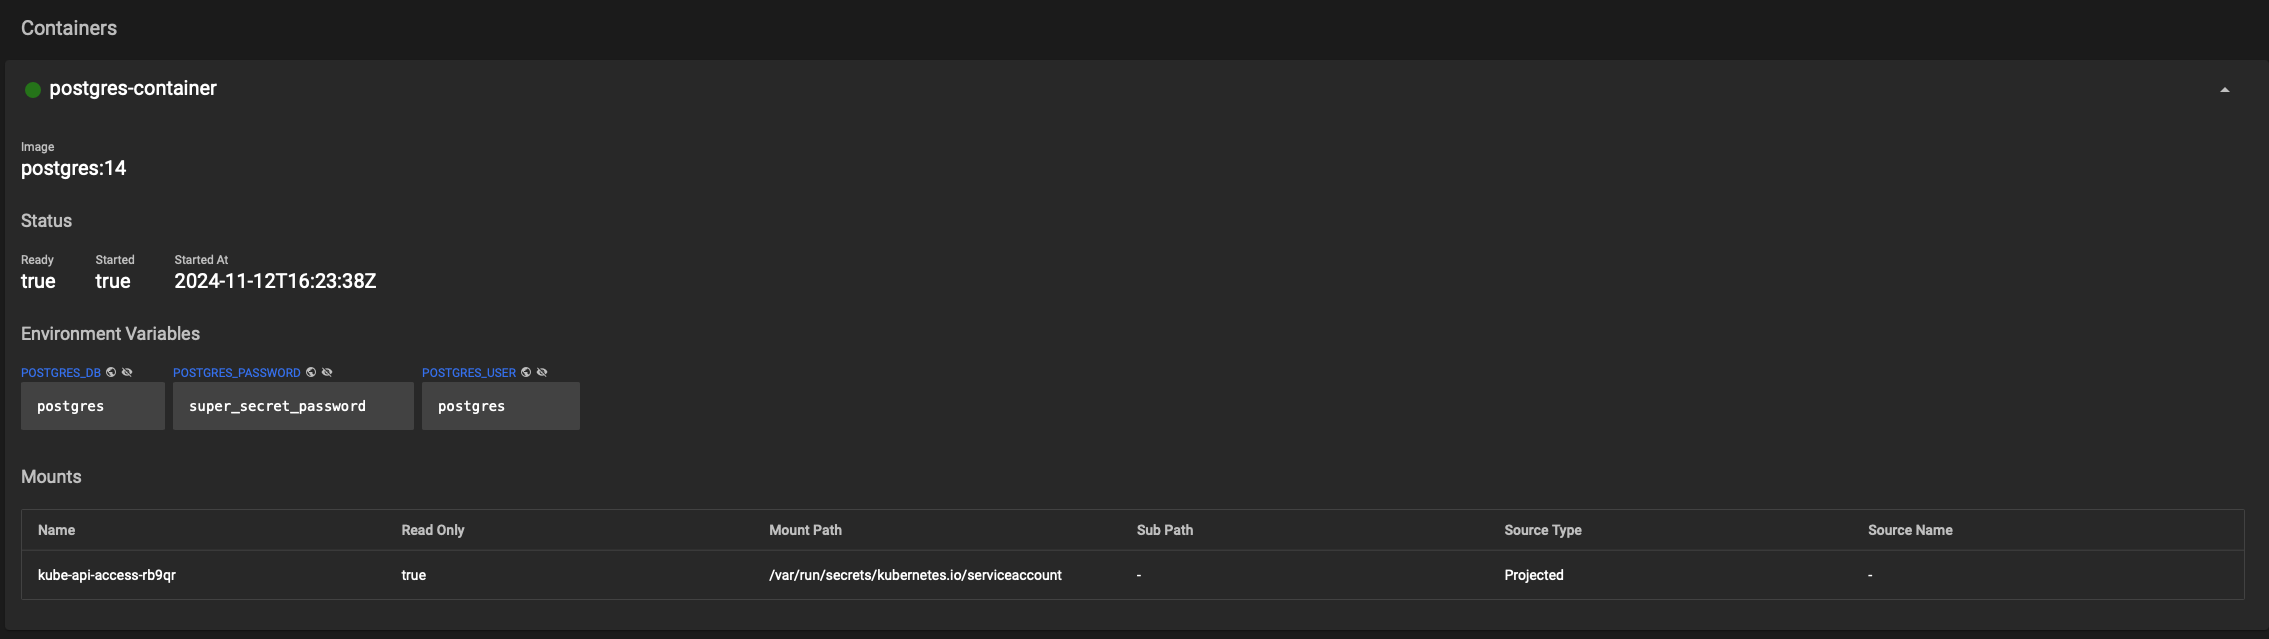 Containers
postgres-container
Image
postgres:14
Status
Ready Started Started At
true true 2024-11-12T16:23:38Z
Environment Variables
POSTGRES_DB POSTGRES_PASSWORD POSTGRES_USER
postgres super_secret_password postgres
Mounts
Name Read Only Mount Path Sub Path Source Type Source Name
kube-api-access-rb9qr true /var/run/secrets/kubernetes.io/serviceaccount - Projected -